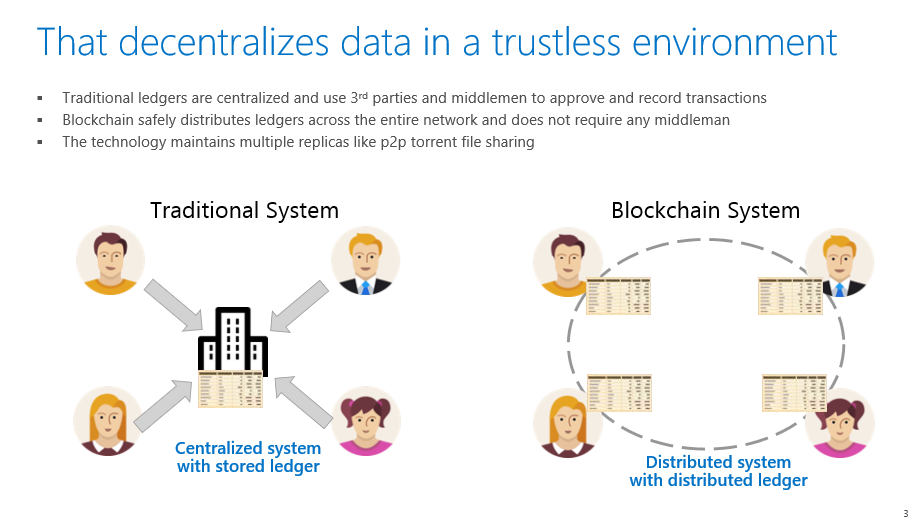 That decentralizes data in a trustless environment
▪ Traditional ledgers are centralized and use 3rd parties and middlemen to approve and record transactions
▪ Blockchain safely distributes ledgers across the entire network and does not require any middleman
▪ The technology maintains multiple replicas like p2p torrent file sharing
Traditional System
Blockchain System
Centralized system
with stored ledger
Distributed system
with distributed ledger
3